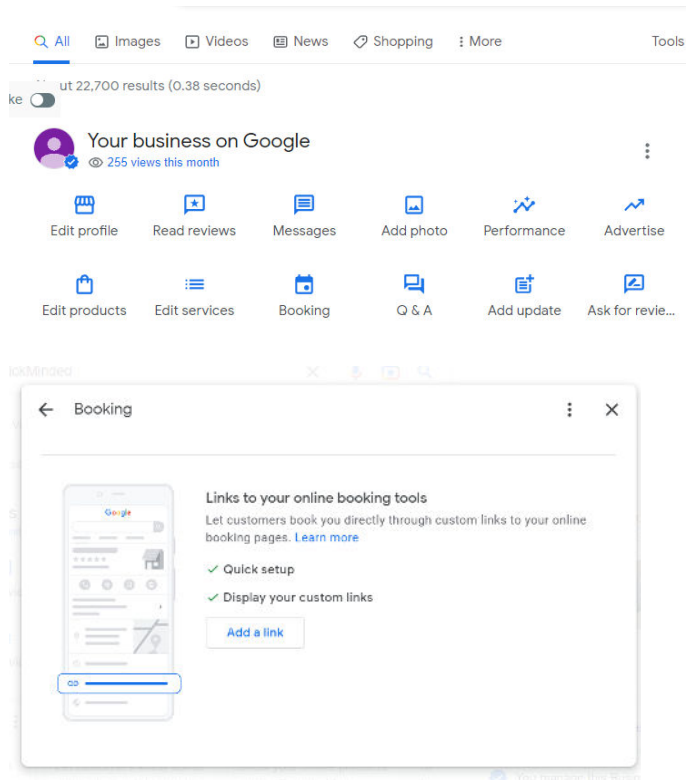 All Images Videos News Shopping More Tools
ut 22,700 results (0.38 seconds)
ke
Your business on Google
255 views this month
Edit profile Read reviews Messages Add photo Performance Advertise
Edit products Edit services Booking Q & A Add update Ask for revie...
ickMinded
Booking
Links to your online booking tools
Let customers book you directly through custom links to your online
booking pages. Learn more
Quick setup
Display your custom links
Add a link
Google